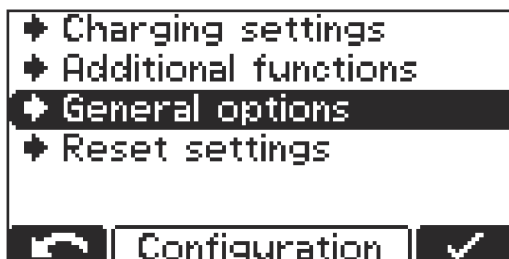 Charging settings
Additional functions
General options
Reset settings
Configuration